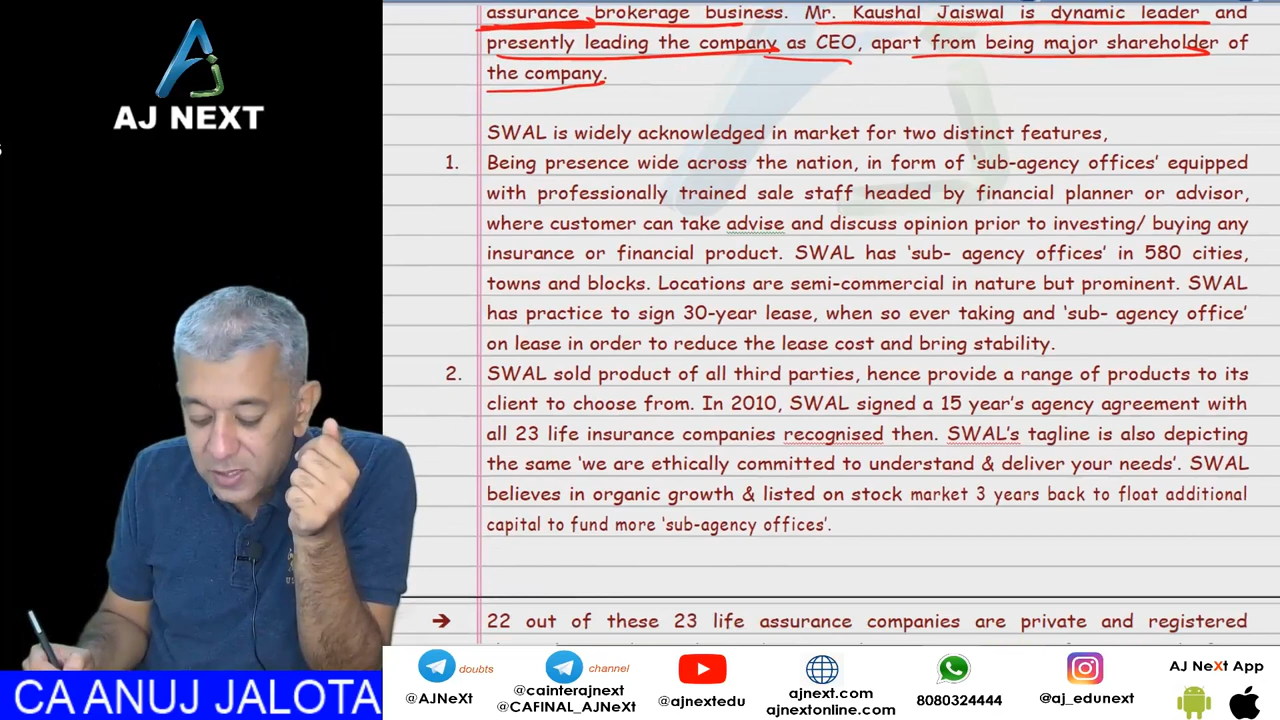 AJ NEXT
assurance brokerage business. Mr. Kaushal Jaiswal is dynamic leader and
presently leading the company as CEO, apart from being major shareholder of
the company.
SWAL is widely acknowledged in market for two distinct features,
1. Being presence wide across the nation, in form of ‘sub-agency offices’ equipped
with professionally trained sale staff headed by financial planner or advisor,
where customer can take advise and discuss opinion prior to investing/ buying any
insurance or financial product. SWAL has ‘sub- agency offices’ in 580 cities,
towns and blocks. Locations are semi-commercial in nature but prominent. SWAL
has practice to sign 30-year lease, when so ever taking and ‘sub- agency office’
on lease in order to reduce the lease cost and bring stability.
2. SWAL sold product of all third parties, hence provide a range of products to its
client to choose from. In 2010, SWAL signed a 15 year’s agency agreement with
all 23 life insurance companies recognised then. SWAL’s tagline is also depicting
the same ‘we are ethically committed to understand & deliver your needs’. SWAL
believes in organic growth & listed on stock market 3 years back to float additional
capital to fund more ‘sub-agency offices’.
➔ 22 out of these 23 life assurance companies are private and registered
CA ANUJ JALOTA
doubts
@AJNeXt
channel
@cainterajnext
@CAFINAL_AJNeXt
@ajnextedu
ajnext.com
ajnextonline.com
8080324444
@aj_edunext
AJ NeXt App